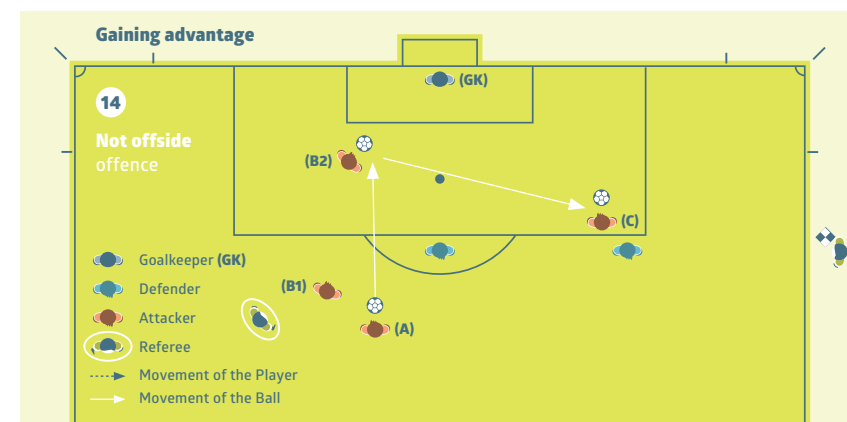 Gaining advantage
(GK)
14
Not offside
offence
(B2)
(C)
Goalkeeper (GK)
Defender
(B1)
Attacker
(A)
Referee
Movement of the Player
Movement of the Ball